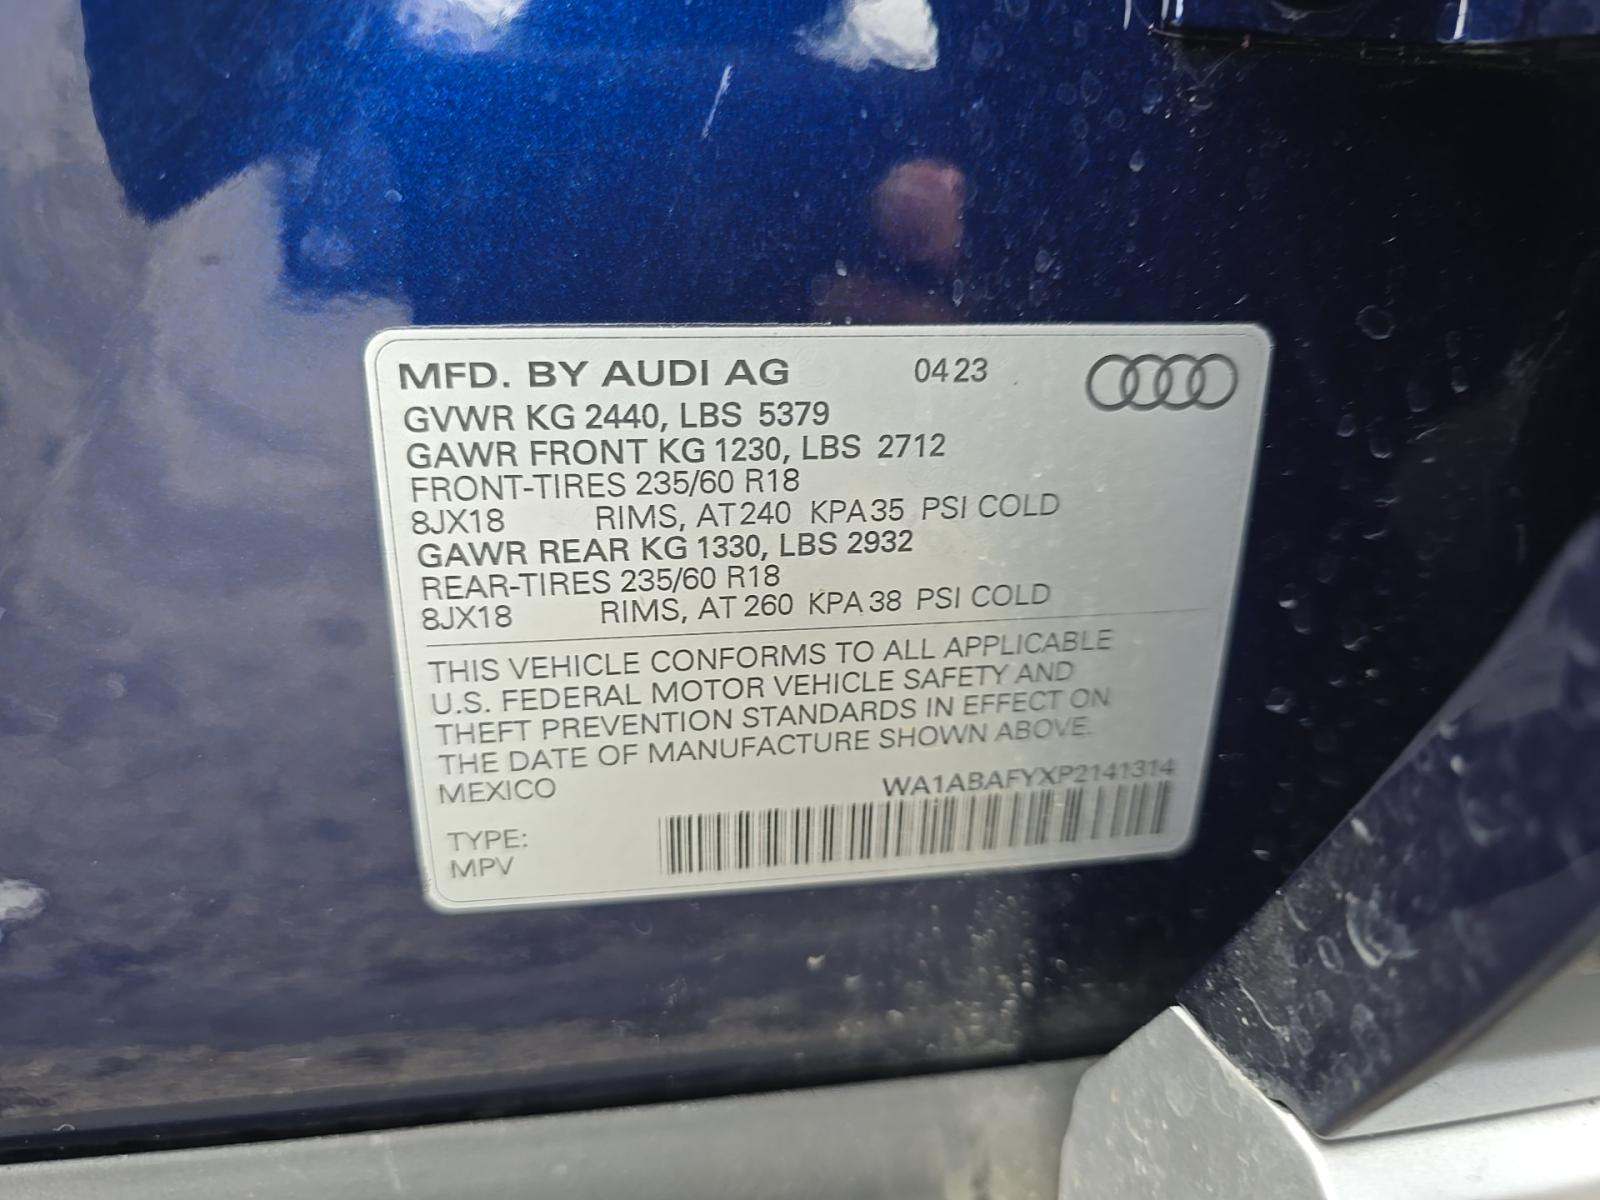 MFD. BY AUDI AG 0423
GVWR KG 2440, LBS 5379
GAWR FRONT KG 1230, LBS 2712
FRONT-TIRES 235/60 R18
8JX18 RIMS, AT 240 KPA 35 PSI COLD
GAWR REAR KG 1330, LBS 2932
REAR-TIRES 235/60 R18
8JX18 RIMS, AT 260 KPA 38 PSI COLD
THIS VEHICLE CONFORMS TO ALL APPLICABLE
U.S. FEDERAL MOTOR VEHICLE SAFETY AND
THEFT PREVENTION STANDARDS IN EFFECT ON
THE DATE OF MANUFACTURE SHOWN ABOVE.
MEXICO WA1ABAFYXP2141314
TYPE:
MPV